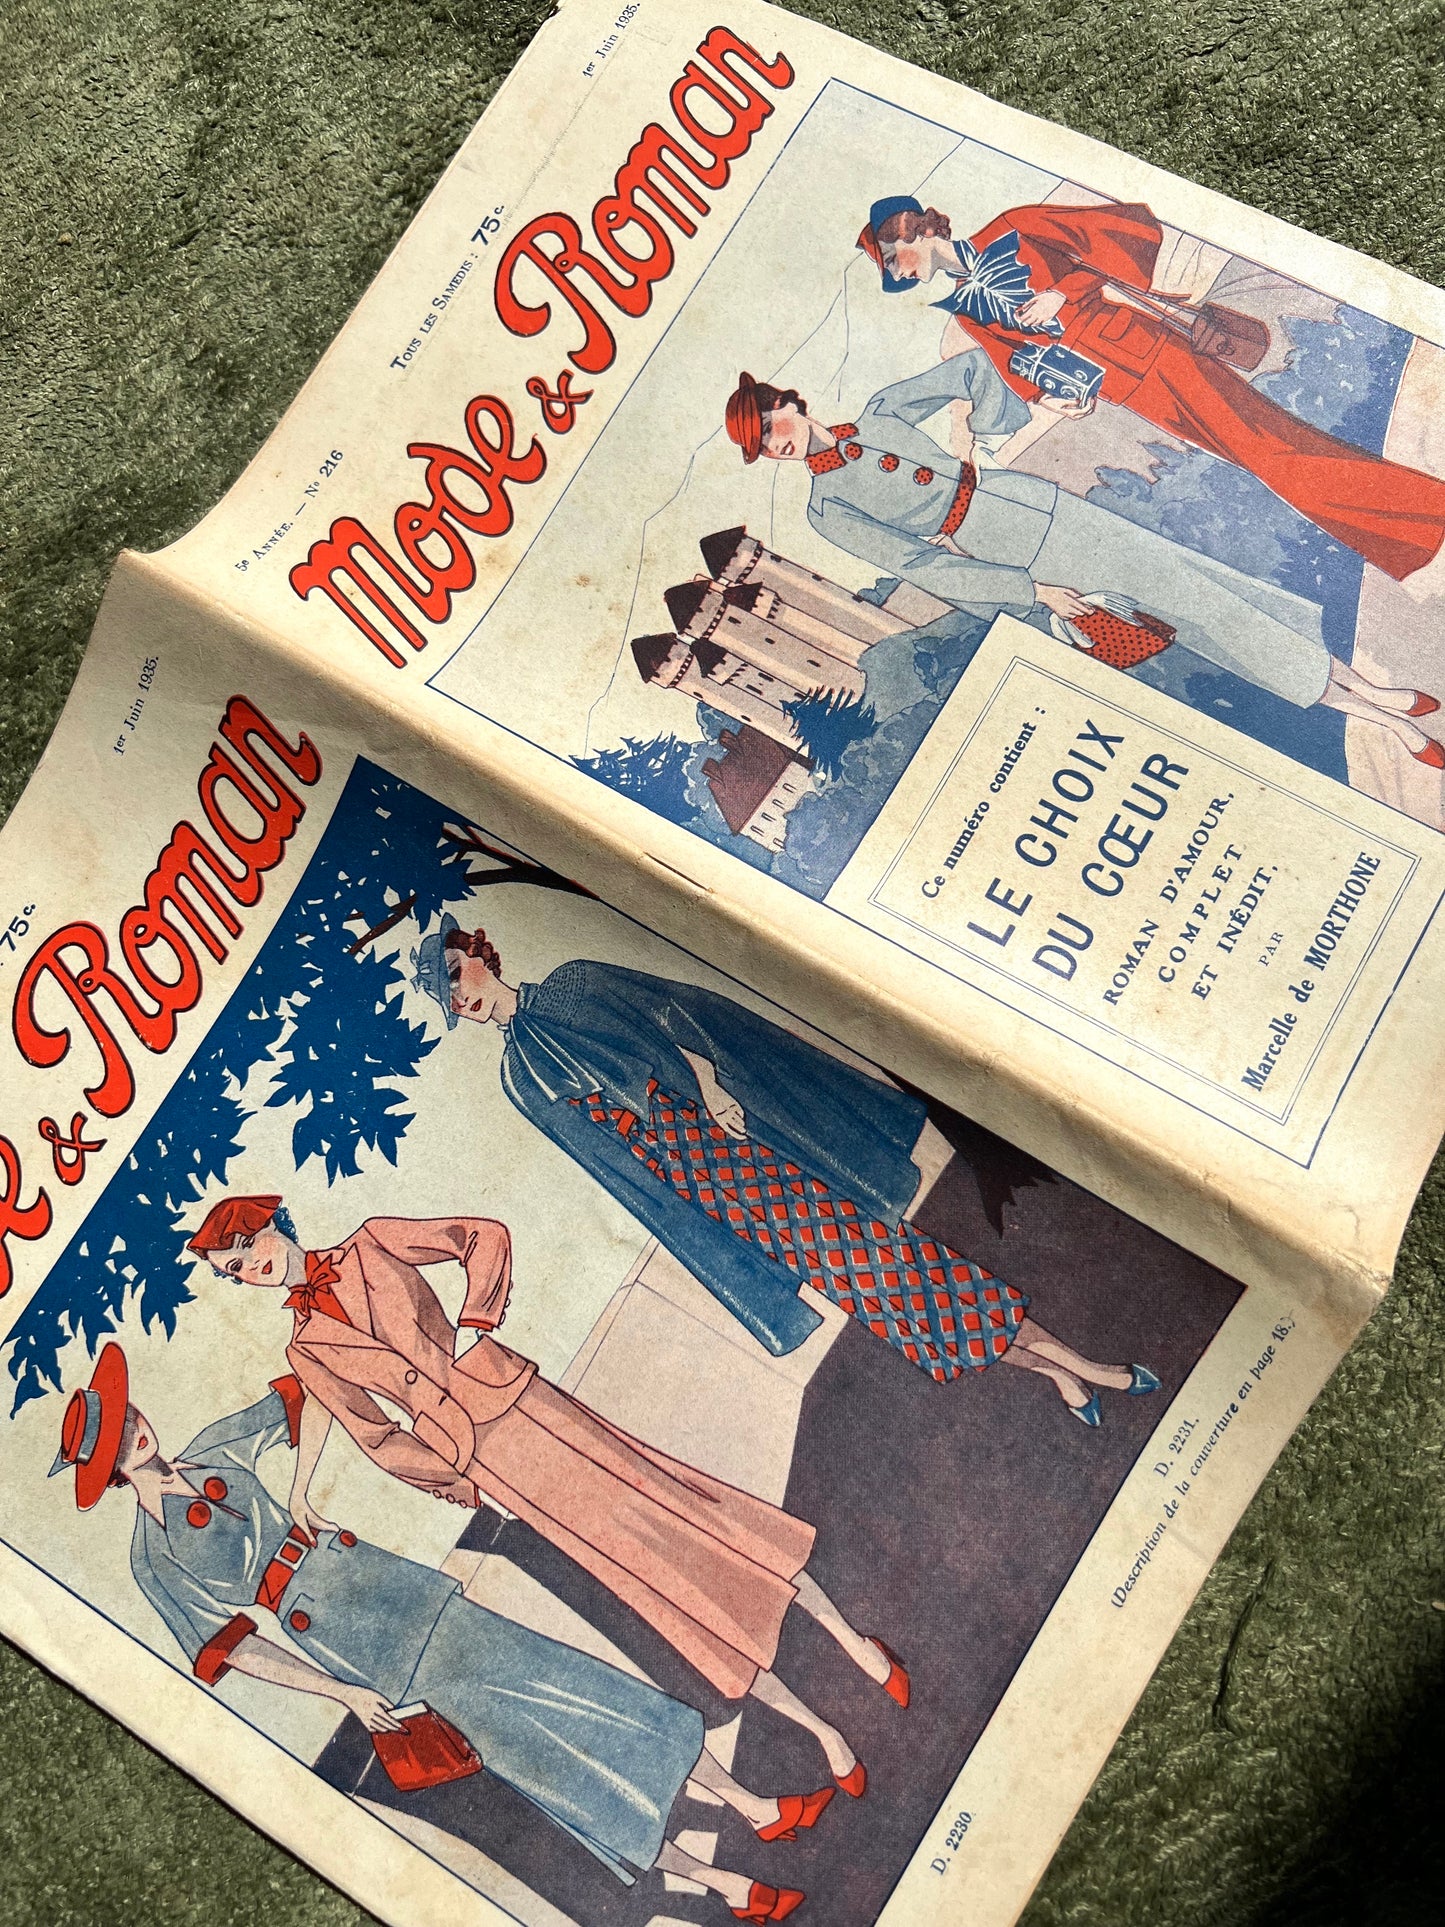 1er Juin 1935.
Tous les Samedis : 75 c.
5e Année. — No 216
Mode & Roman
Ce numéro contient :
LE CHOIX
DU CŒUR
ROMAN D'AMOUR,
COMPLET
ET INÉDIT,
PAR
Marcelle de MORTHONE
1er Juin 1935.
: 75 c.
e & Roman
D. 2231.
(Description de la couverture en page 18.)
D. 2230